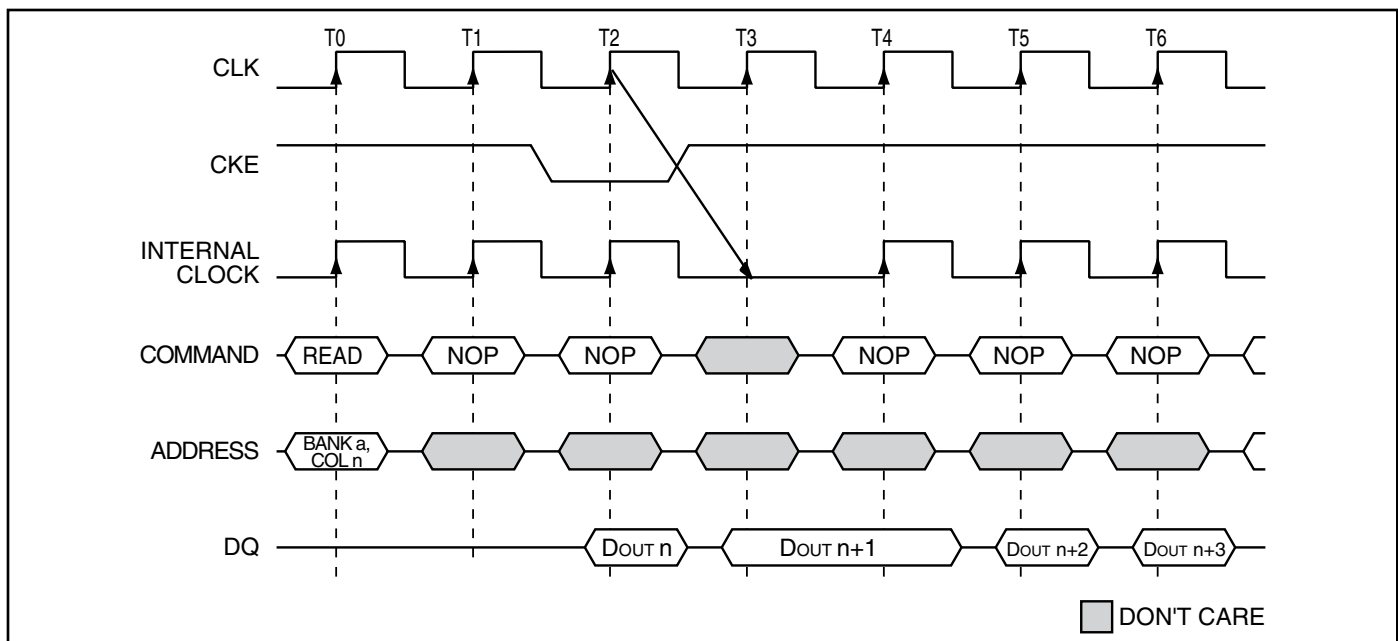 T0 T1 T2 T3 T4 T5 T6
CLK
CKE
INTERNAL
CLOCK
COMMAND READ NOP NOP NOP NOP NOP
ADDRESS BANK a,
COL n
DQ DOUT n DOUT n+1 DOUT n+2 DOUT n+3
DON'T CARE